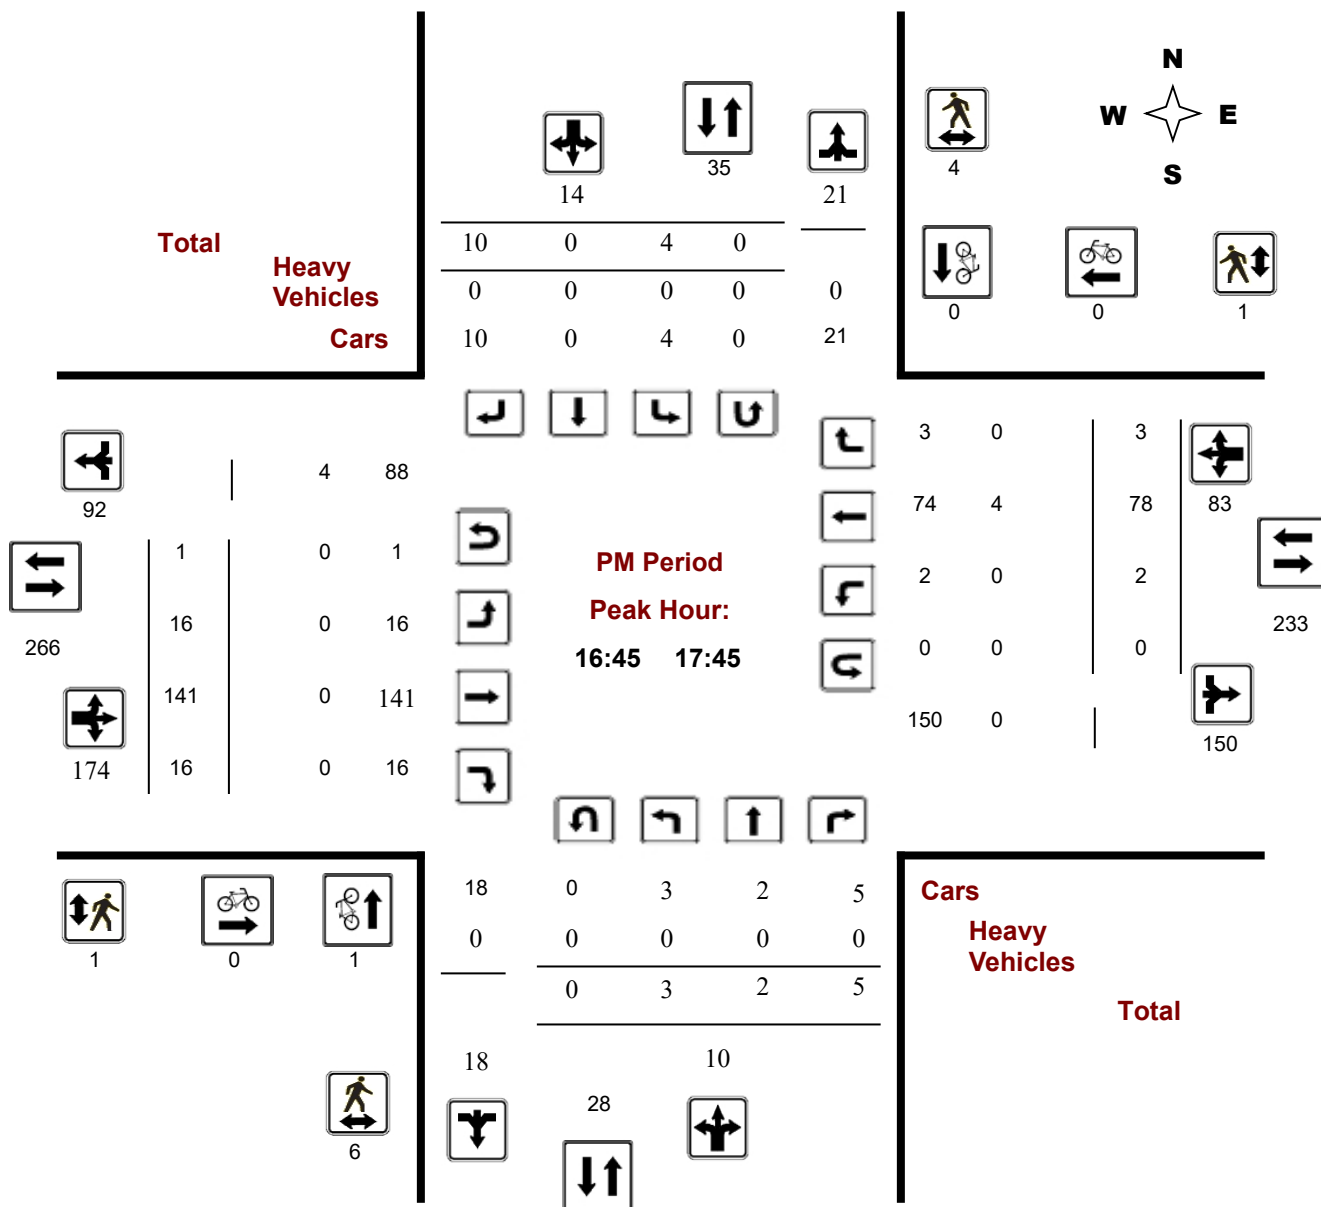 N
W E
S
35
4
14
21
Total
10 0 4 0
Heavy
Vehicles
0 0 0 0 0
0 0 1
Cars
10 0 4 0 21
3 0 3
4 88
92
74 4 78 83
1 0 1
PM Period
2 0 2
16 0 16
Peak Hour:
233
266
16:45 17:45
0 0 0
141 0 141
150 0
150
174
16 0 16
18 0 3 2 5
Cars
0 0 0 0 0
Heavy
Vehicles
1 0 1
0 3 2 5
Total
18 10
28
6